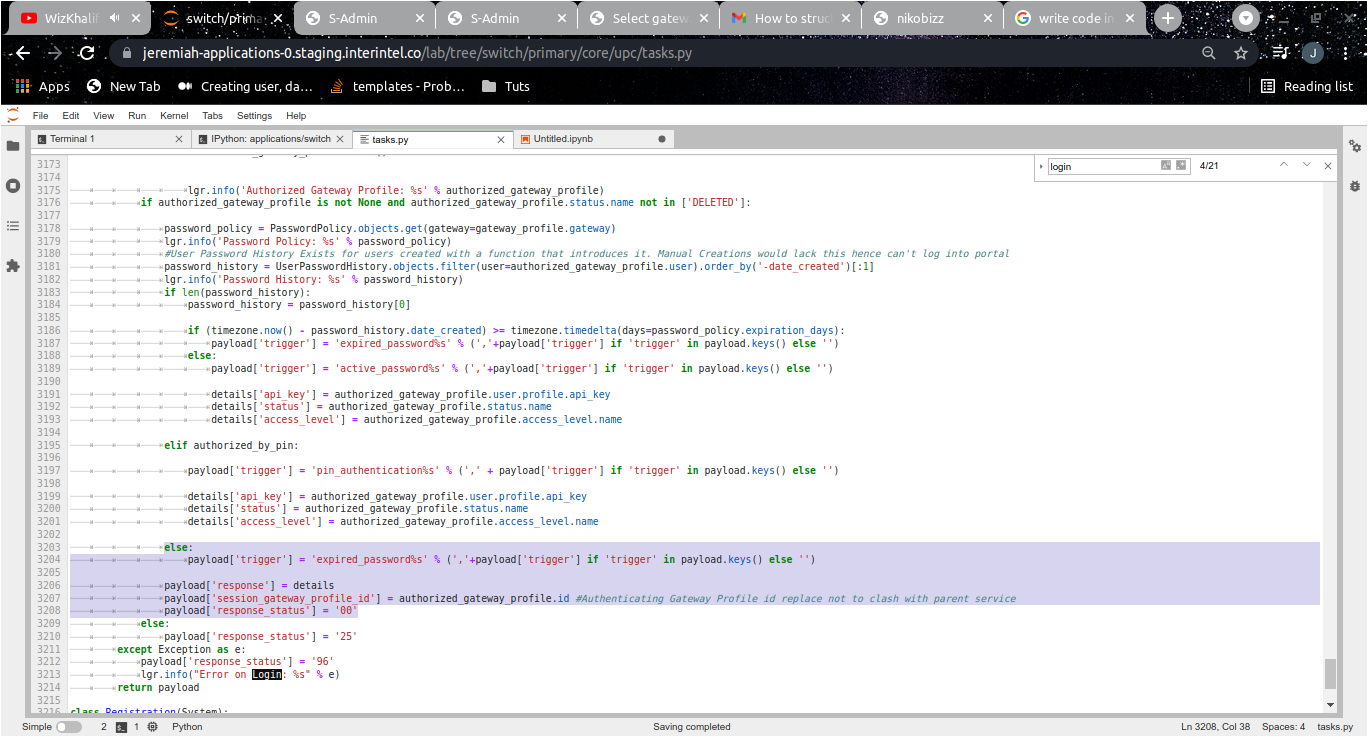 WizKhalif
switch/prima
S-Admin
S-Admin
Select gatew
How to struc
nikobizz
write code in
jeremiah-applications-0.staging.interintel.co/lab/tree/switch/primary/core/upc/tasks.py
J
Apps
New Tab
Creating user, da...
templates - Prob...
Tuts
Reading list
File Edit View Run Kernel Tabs Settings Help
Terminal 1
IPython: applications/switch
tasks.py
Untitled.ipynb
login
4/21
3173
3174
3175 lgr.info('Authorized Gateway Profile: %s' % authorized_gateway_profile)
3176 if authorized_gateway_profile is not None and authorized_gateway_profile.status.name not in ['DELETED']:
3177
3178 password_policy = PasswordPolicy.objects.get(gateway=gateway_profile.gateway)
3179 lgr.info('Password Policy: %s' % password_policy)
3180 #User Password History Exists for users created with a function that introduces it. Manual Creations would lack this hence can't log into portal
3181 password_history = UserPasswordHistory.objects.filter(user=authorized_gateway_profile.user).order_by('-date_created')[:1]
3182 lgr.info('Password History: %s' % password_history)
3183 if len(password_history):
3184 password_history = password_history[0]
3185
3186 if (timezone.now() - password_history.date_created) >= timezone.timedelta(days=password_policy.expiration_days):
3187 payload['trigger'] = 'expired_password%s' % (','+payload['trigger'] if 'trigger' in payload.keys() else '')
3188 else:
3189 payload['trigger'] = 'active_password%s' % (','+payload['trigger'] if 'trigger' in payload.keys() else '')
3190
3191 details['api_key'] = authorized_gateway_profile.user.profile.api_key
3192 details['status'] = authorized_gateway_profile.status.name
3193 details['access_level'] = authorized_gateway_profile.access_level.name
3194
3195 elif authorized_by_pin:
3196
3197 payload['trigger'] = 'pin_authentication%s' % (',' + payload['trigger'] if 'trigger' in payload.keys() else '')
3198
3199 details['api_key'] = authorized_gateway_profile.user.profile.api_key
3200 details['status'] = authorized_gateway_profile.status.name
3201 details['access_level'] = authorized_gateway_profile.access_level.name
3202
3203 else:
3204 payload['trigger'] = 'expired_password%s' % (','+payload['trigger'] if 'trigger' in payload.keys() else '')
3205
3206 payload['response'] = details
3207 payload['session_gateway_profile_id'] = authorized_gateway_profile.id #Authenticating Gateway Profile id replace not to clash with parent service
3208 payload['response_status'] = '00'
3209 else:
3210 payload['response_status'] = '25'
3211 except Exception as e:
3212 payload['response_status'] = '96'
3213 lgr.info("Error on Login: %s" % e)
3214 return payload
3215
3216 class Registration(System):
Simple
2
1
Python
Saving completed
Ln 3208, Col 38
Spaces: 4
tasks.py